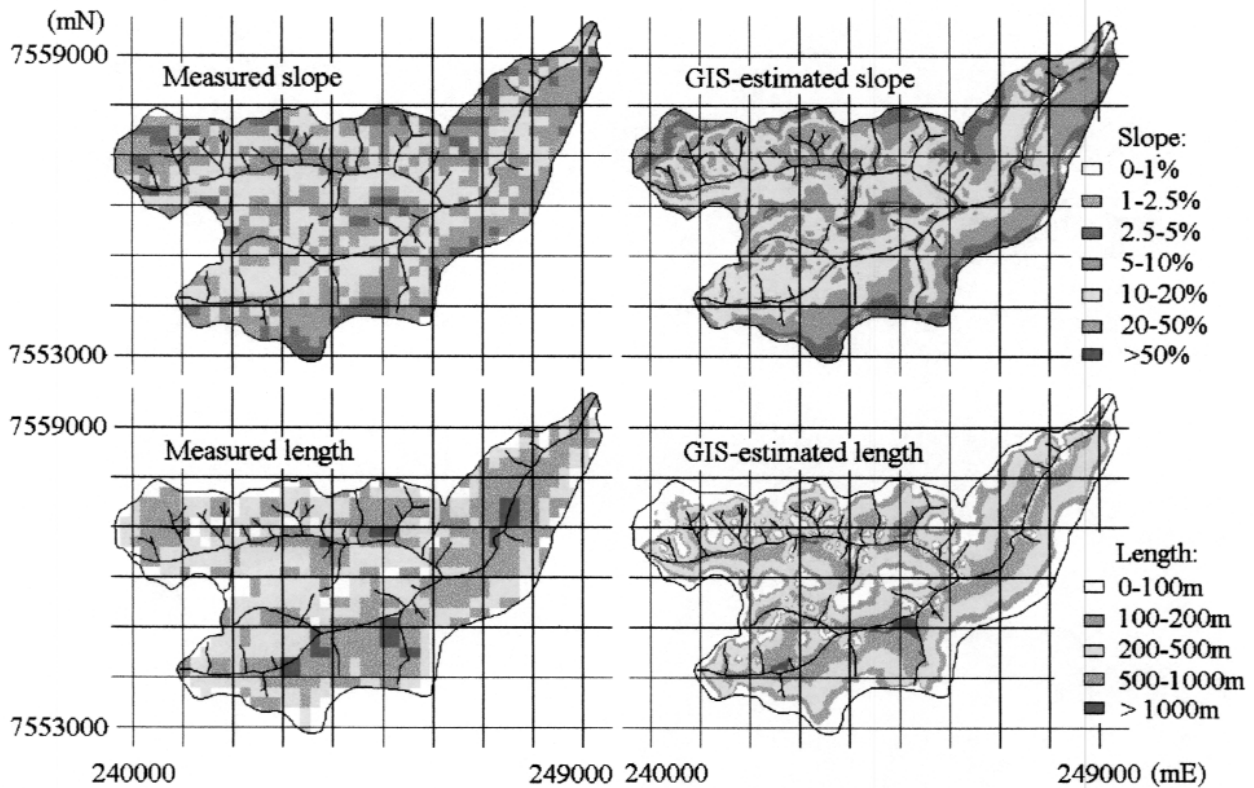 (mN)
7559000
Measured slope
GIS-estimated slope
Slope:
0-1%
1-2.5%
2.5-5%
5-10%
10-20%
20-50%
>50%
7553000
7559000
Measured length
GIS-estimated length
Length:
0-100m
100-200m
200-500m
500-1000m
> 1000m
7553000
240000
249000
240000
249000 (mE)